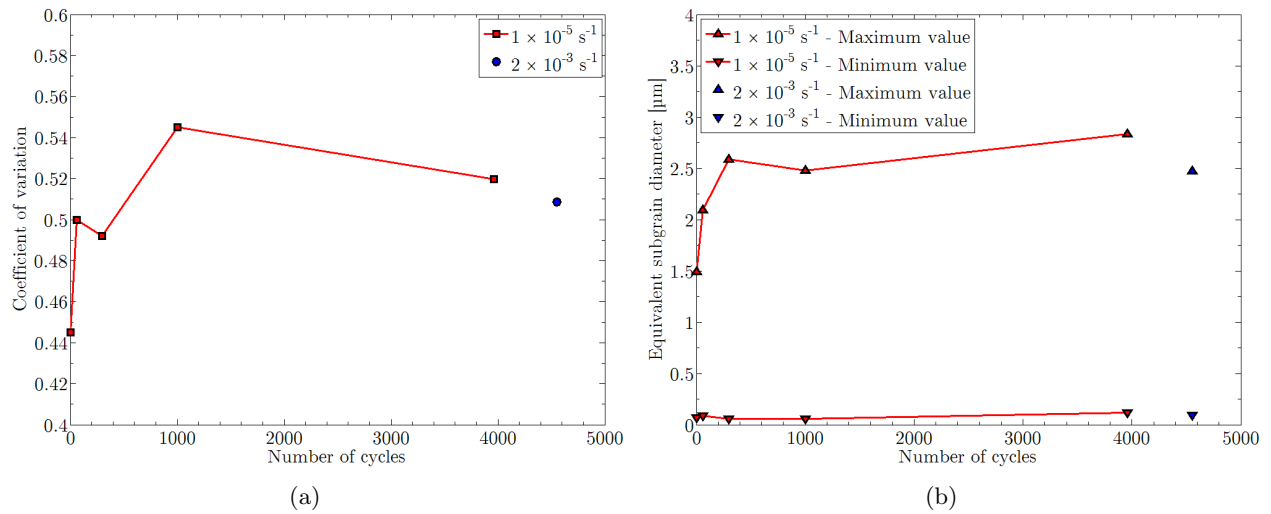 0.6
0.58
0.56
0.54
0.52
0.5
0.48
0.46
0.44
0.42
0.4
Coefficient of variation
0 1000 2000 3000 4000 5000
Number of cycles
1 × 10⁻⁵ s⁻¹
2 × 10⁻³ s⁻¹
(a)
4
3.5
3
2.5
2
1.5
1
0.5
0
Equivalent subgrain diameter [µm]
0 1000 2000 3000 4000 5000
Number of cycles
1 × 10⁻⁵ s⁻¹ - Maximum value
1 × 10⁻⁵ s⁻¹ - Minimum value
2 × 10⁻³ s⁻¹ - Maximum value
2 × 10⁻³ s⁻¹ - Minimum value
(b)